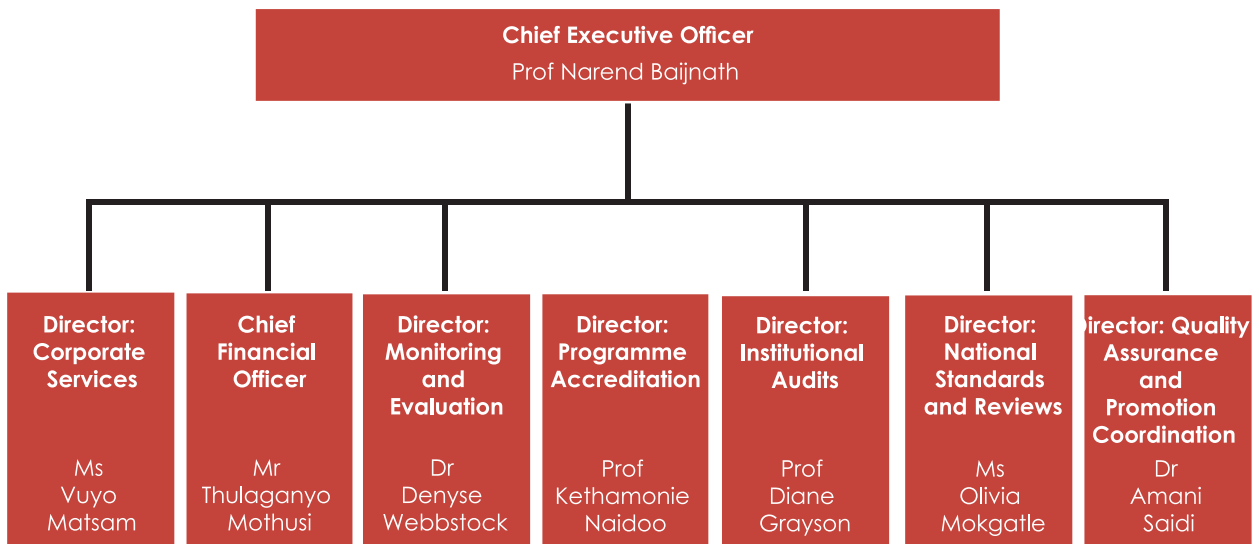 Chief Executive Officer
Prof Narend Baijnath
Director:
Corporate
Services
Ms
Vuyo
Matsam
Chief
Financial
Officer
Mr
Thulaganyo
Mothusi
Director:
Monitoring
and
Evaluation
Dr
Denyse
Webbstock
Director:
Programme
Accreditation
Prof
Kethamonie
Naidoo
Director:
Institutional
Audits
Prof
Diane
Grayson
Director:
National
Standards
and Reviews
Ms
Olivia
Mokgatle
Director: Quality
Assurance
and
Promotion
Coordination
Dr
Amani
Saidi